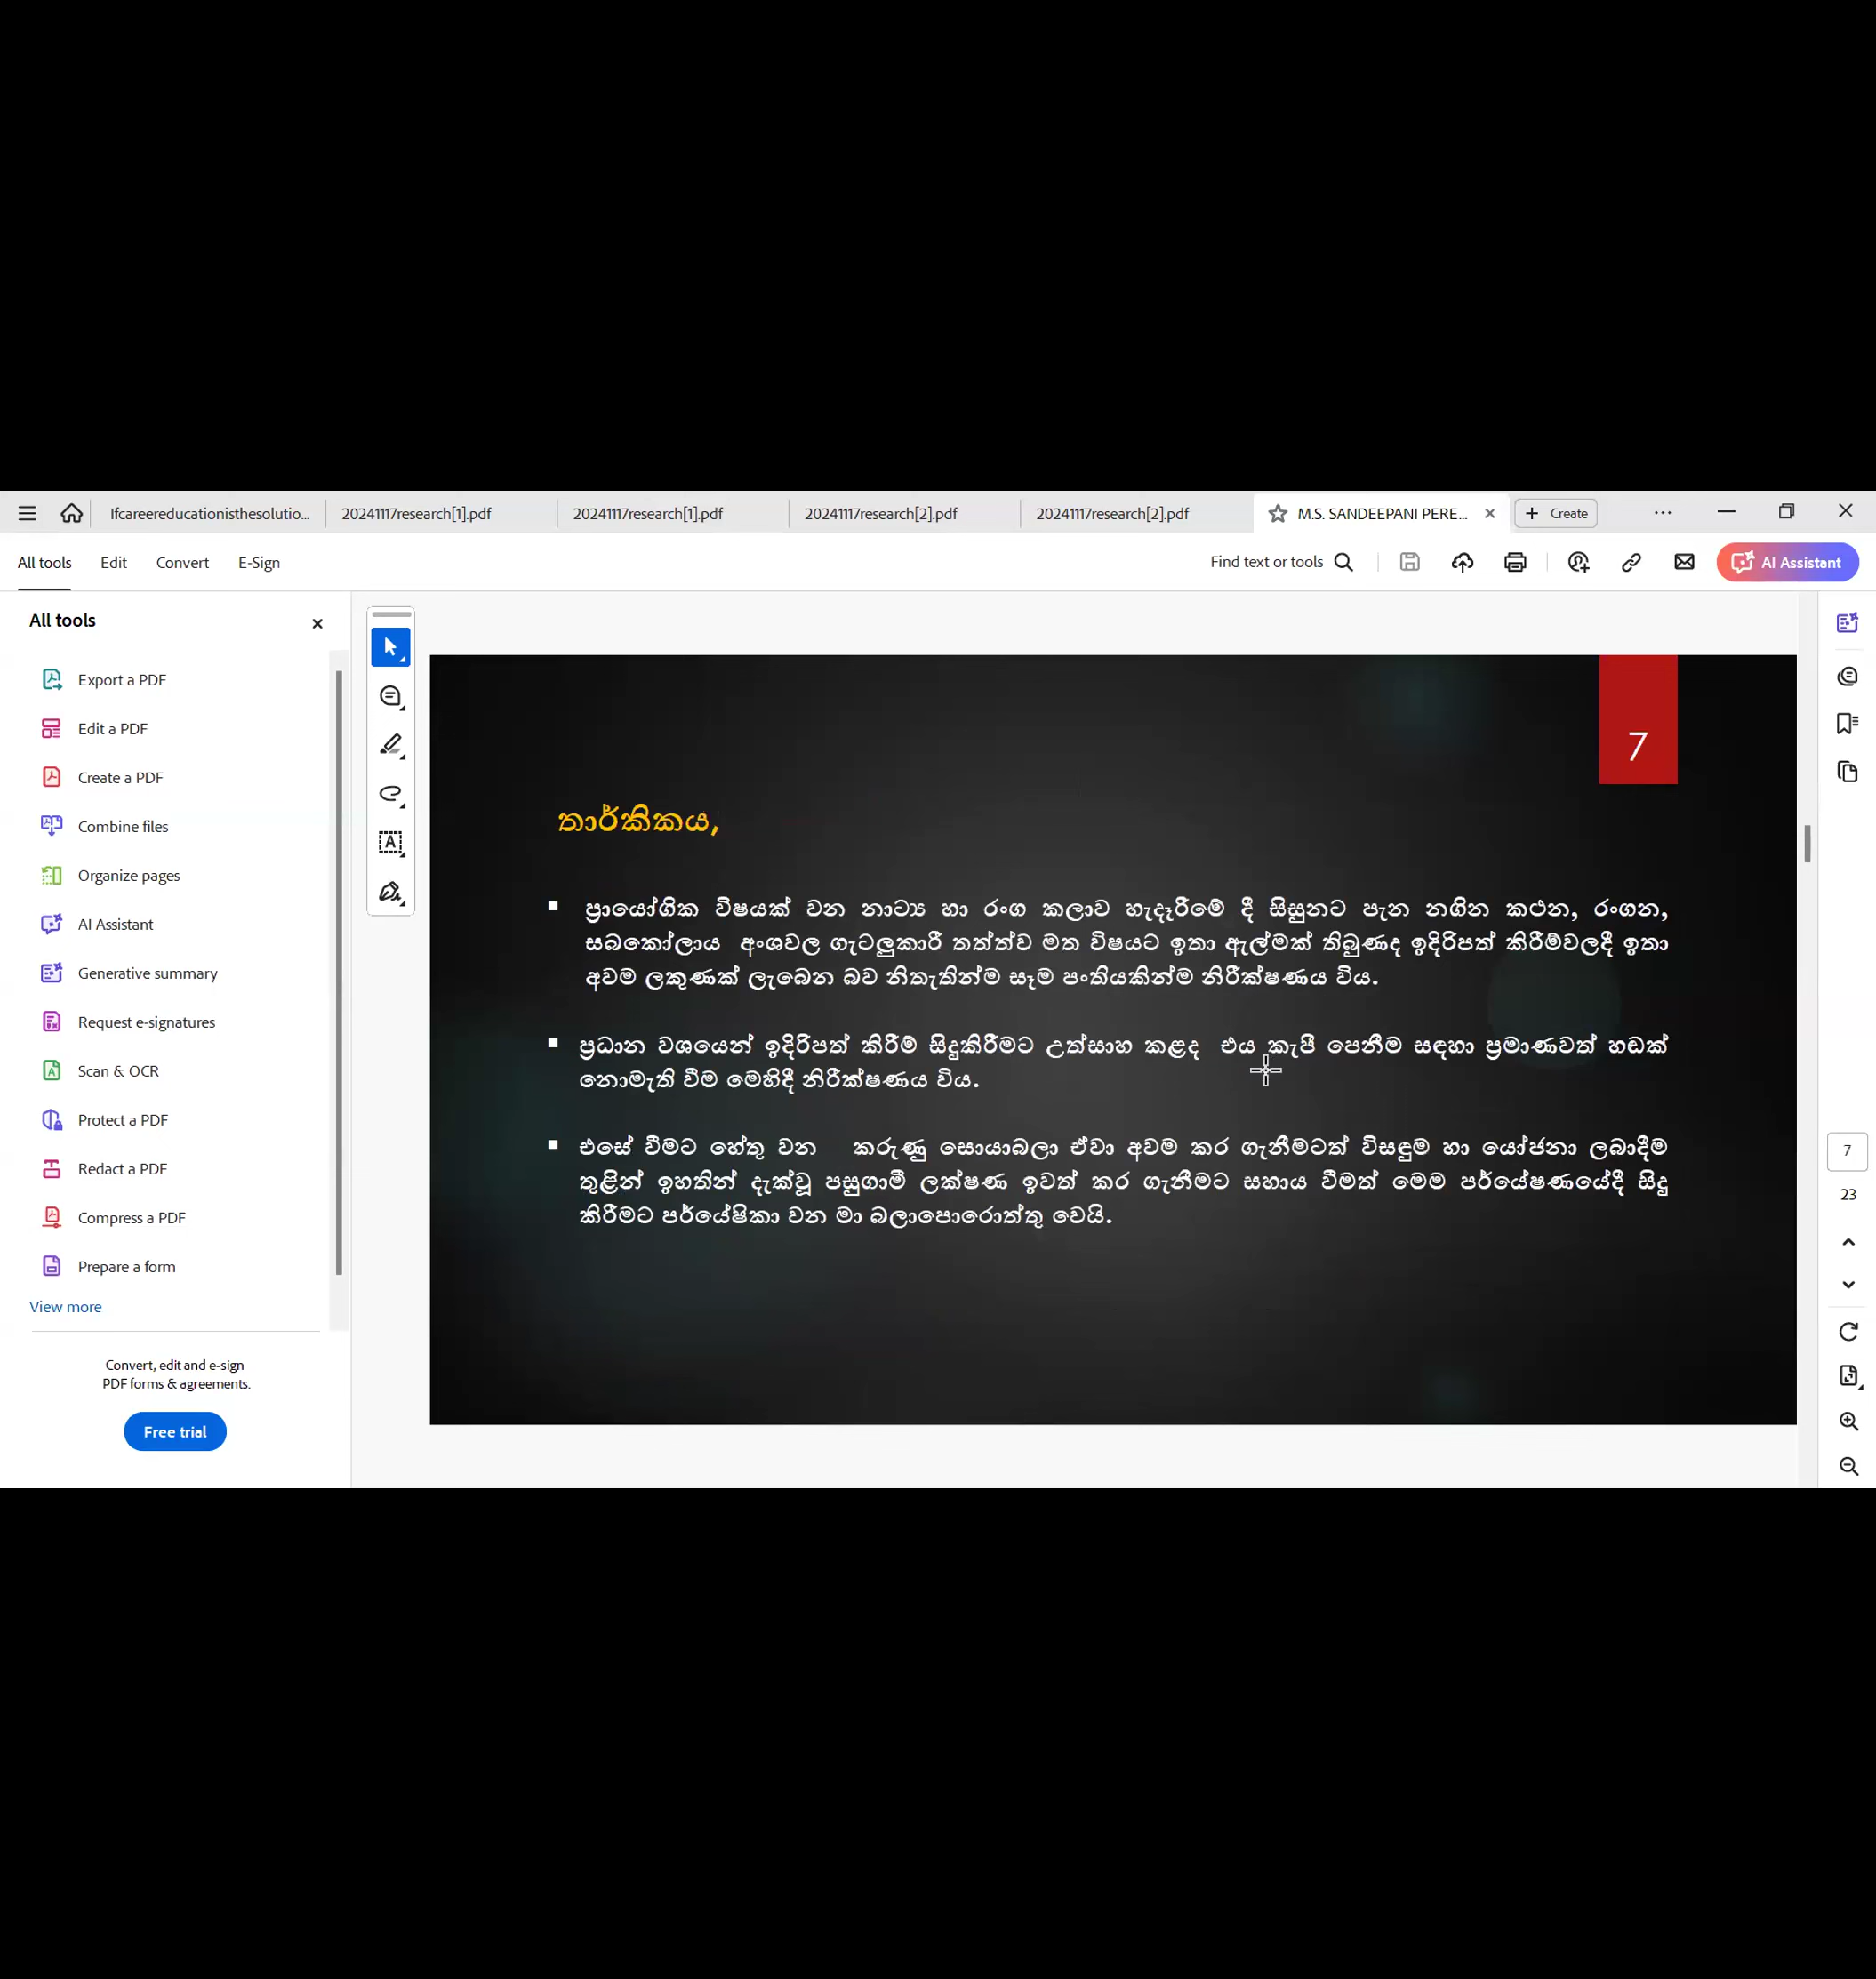 Ifcareereducationisthesolutio...
20241117research[1].pdf
20241117research[1].pdf
20241117research[2].pdf
20241117research[2].pdf
M.S. SANDEEPANI PERE...
Create
All tools
Edit
Convert
E-Sign
Find text or tools
AI Assistant
All tools
Export a PDF
Edit a PDF
Create a PDF
Combine files
Organize pages
AI Assistant
Generative summary
Request e-signatures
Scan & OCR
Protect a PDF
Redact a PDF
Compress a PDF
Prepare a form
View more
Convert, edit and e-sign
PDF forms & agreements.
Free trial
7
තාර්කිකය,
ප්‍රායෝගික විෂයක් වන නාට්‍ය හා රංග කලාව හැදෑරීමේ දී සිසුනට පැන නගින කථන, රංගන,
සබකෝලාය අංශවල ගැටලුකාරී තත්ත්ව මත විෂයට ඉතා ඇල්මක් තිබුණද ඉදිරිපත් කිරීම්වලදී ඉතා
අවම ලකුණක් ලැබෙන බව නිතැතින්ම සෑම පංතියකින්ම නිරීක්ෂණය විය.
ප්‍රධාන වශයෙන් ඉදිරිපත් කිරීම් සිදුකිරීමට උත්සාහ කළද එය කැපී පෙනීම සඳහා ප්‍රමාණවත් හඬක්
නොමැති වීම මෙහිදී නිරීක්ෂණය විය.
එසේ වීමට හේතු වන කරුණු සොයාබලා ඒවා අවම කර ගැනීමටත් විසඳුම් හා යෝජනා ලබාදීම
තුළින් ඉහතින් දැක්වූ පසුගාමී ලක්ෂණ ඉවත් කර ගැනීමට සහාය වීමත් මෙම පර්යේෂණයේදී සිදු
කිරීමට පර්යේෂිකා වන මා බලාපොරොත්තු වෙයි.
7
23